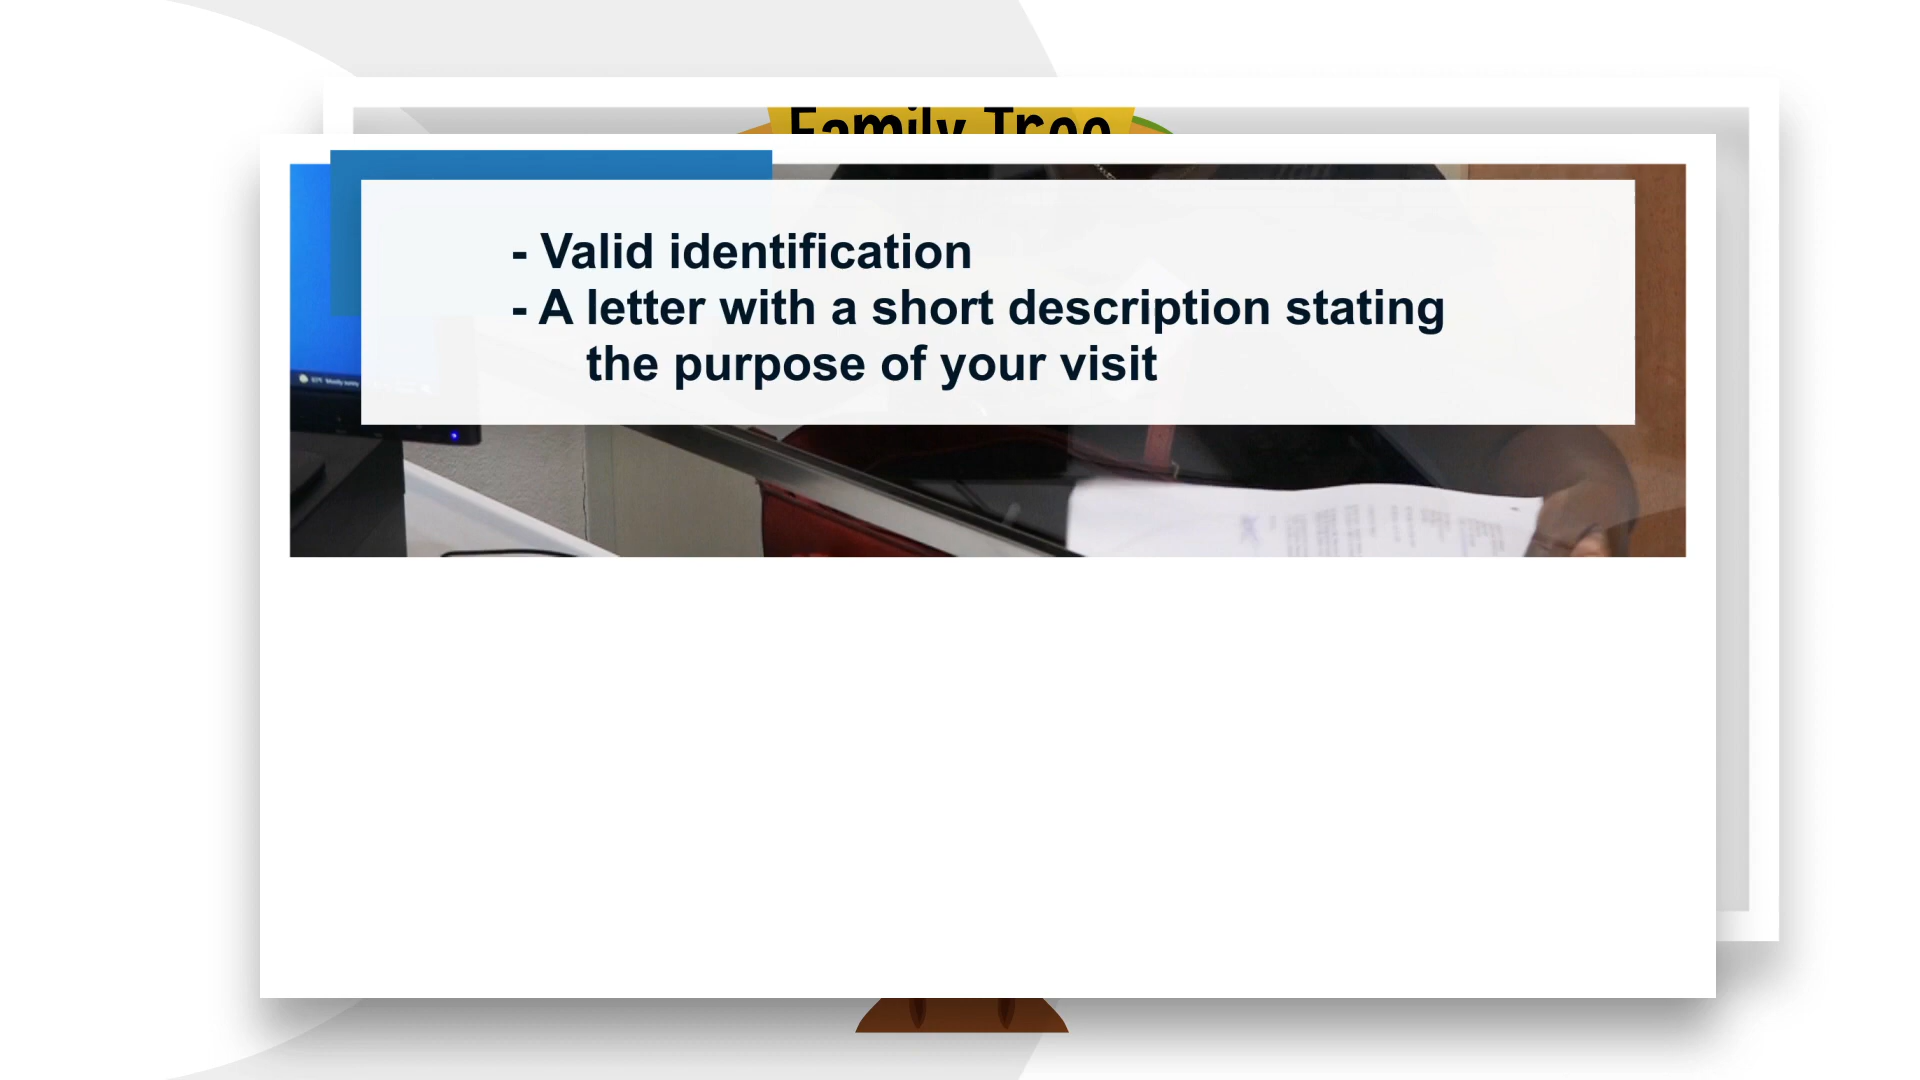 Family Tree
- Valid identification
- A letter with a short description stating
the purpose of your visit